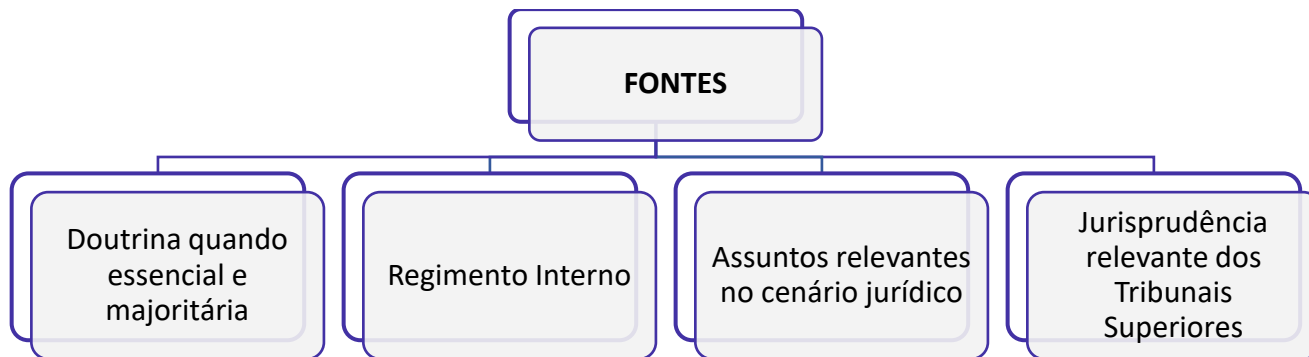 FONTES
Doutrina quando
essencial e
majoritária
Regimento Interno
Assuntos relevantes
no cenário jurídico
Jurisprudência
relevante dos
Tribunais
Superiores